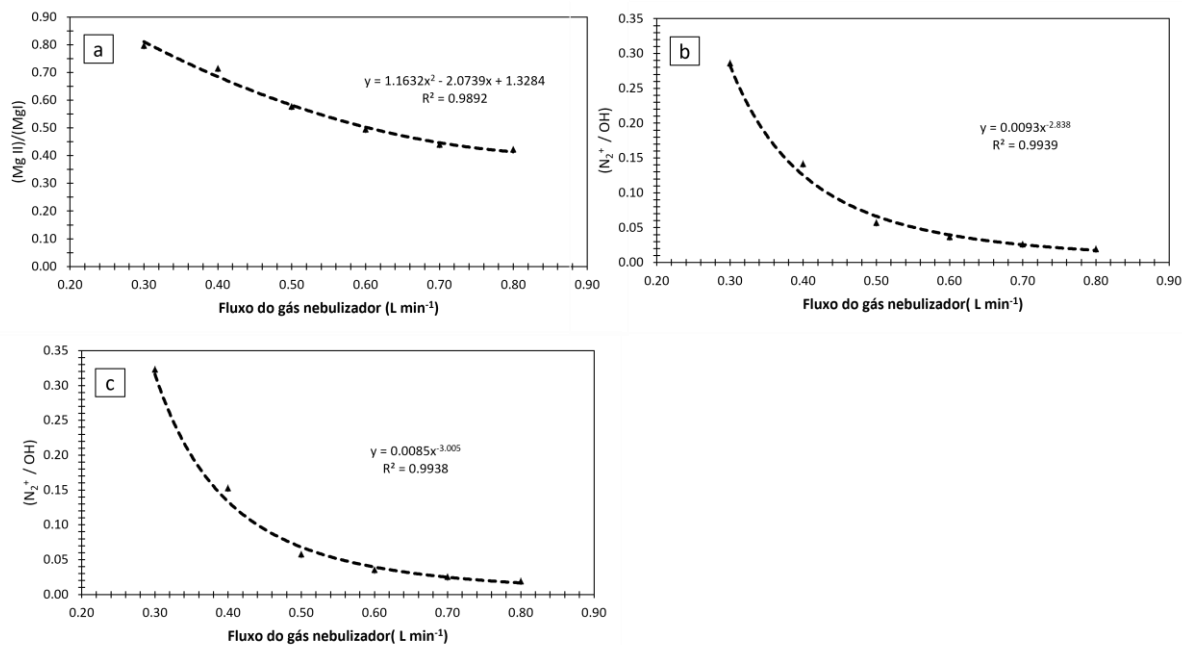 a
(Mg II)/(MgI)
0.90
0.80
0.70
0.60
0.50
0.40
0.30
0.20
0.10
0.00
y = 1.1632x² - 2.0739x + 1.3284
R² = 0.9892
0.20 0.30 0.40 0.50 0.60 0.70 0.80 0.90
Fluxo do gás nebulizador (L min⁻¹)
b
(N₂⁺ / OH)
0.35
0.30
0.25
0.20
0.15
0.10
0.05
0.00
y = 0.0093x⁻²·⁸³⁸
R² = 0.9939
0.20 0.30 0.40 0.50 0.60 0.70 0.80 0.90
Fluxo do gás nebulizador( L min⁻¹)
c
(N₂⁺ / OH)
0.35
0.30
0.25
0.20
0.15
0.10
0.05
0.00
y = 0.0085x⁻³·⁰⁰⁵
R² = 0.9938
0.20 0.30 0.40 0.50 0.60 0.70 0.80 0.90
Fluxo do gás nebulizador( L min⁻¹)